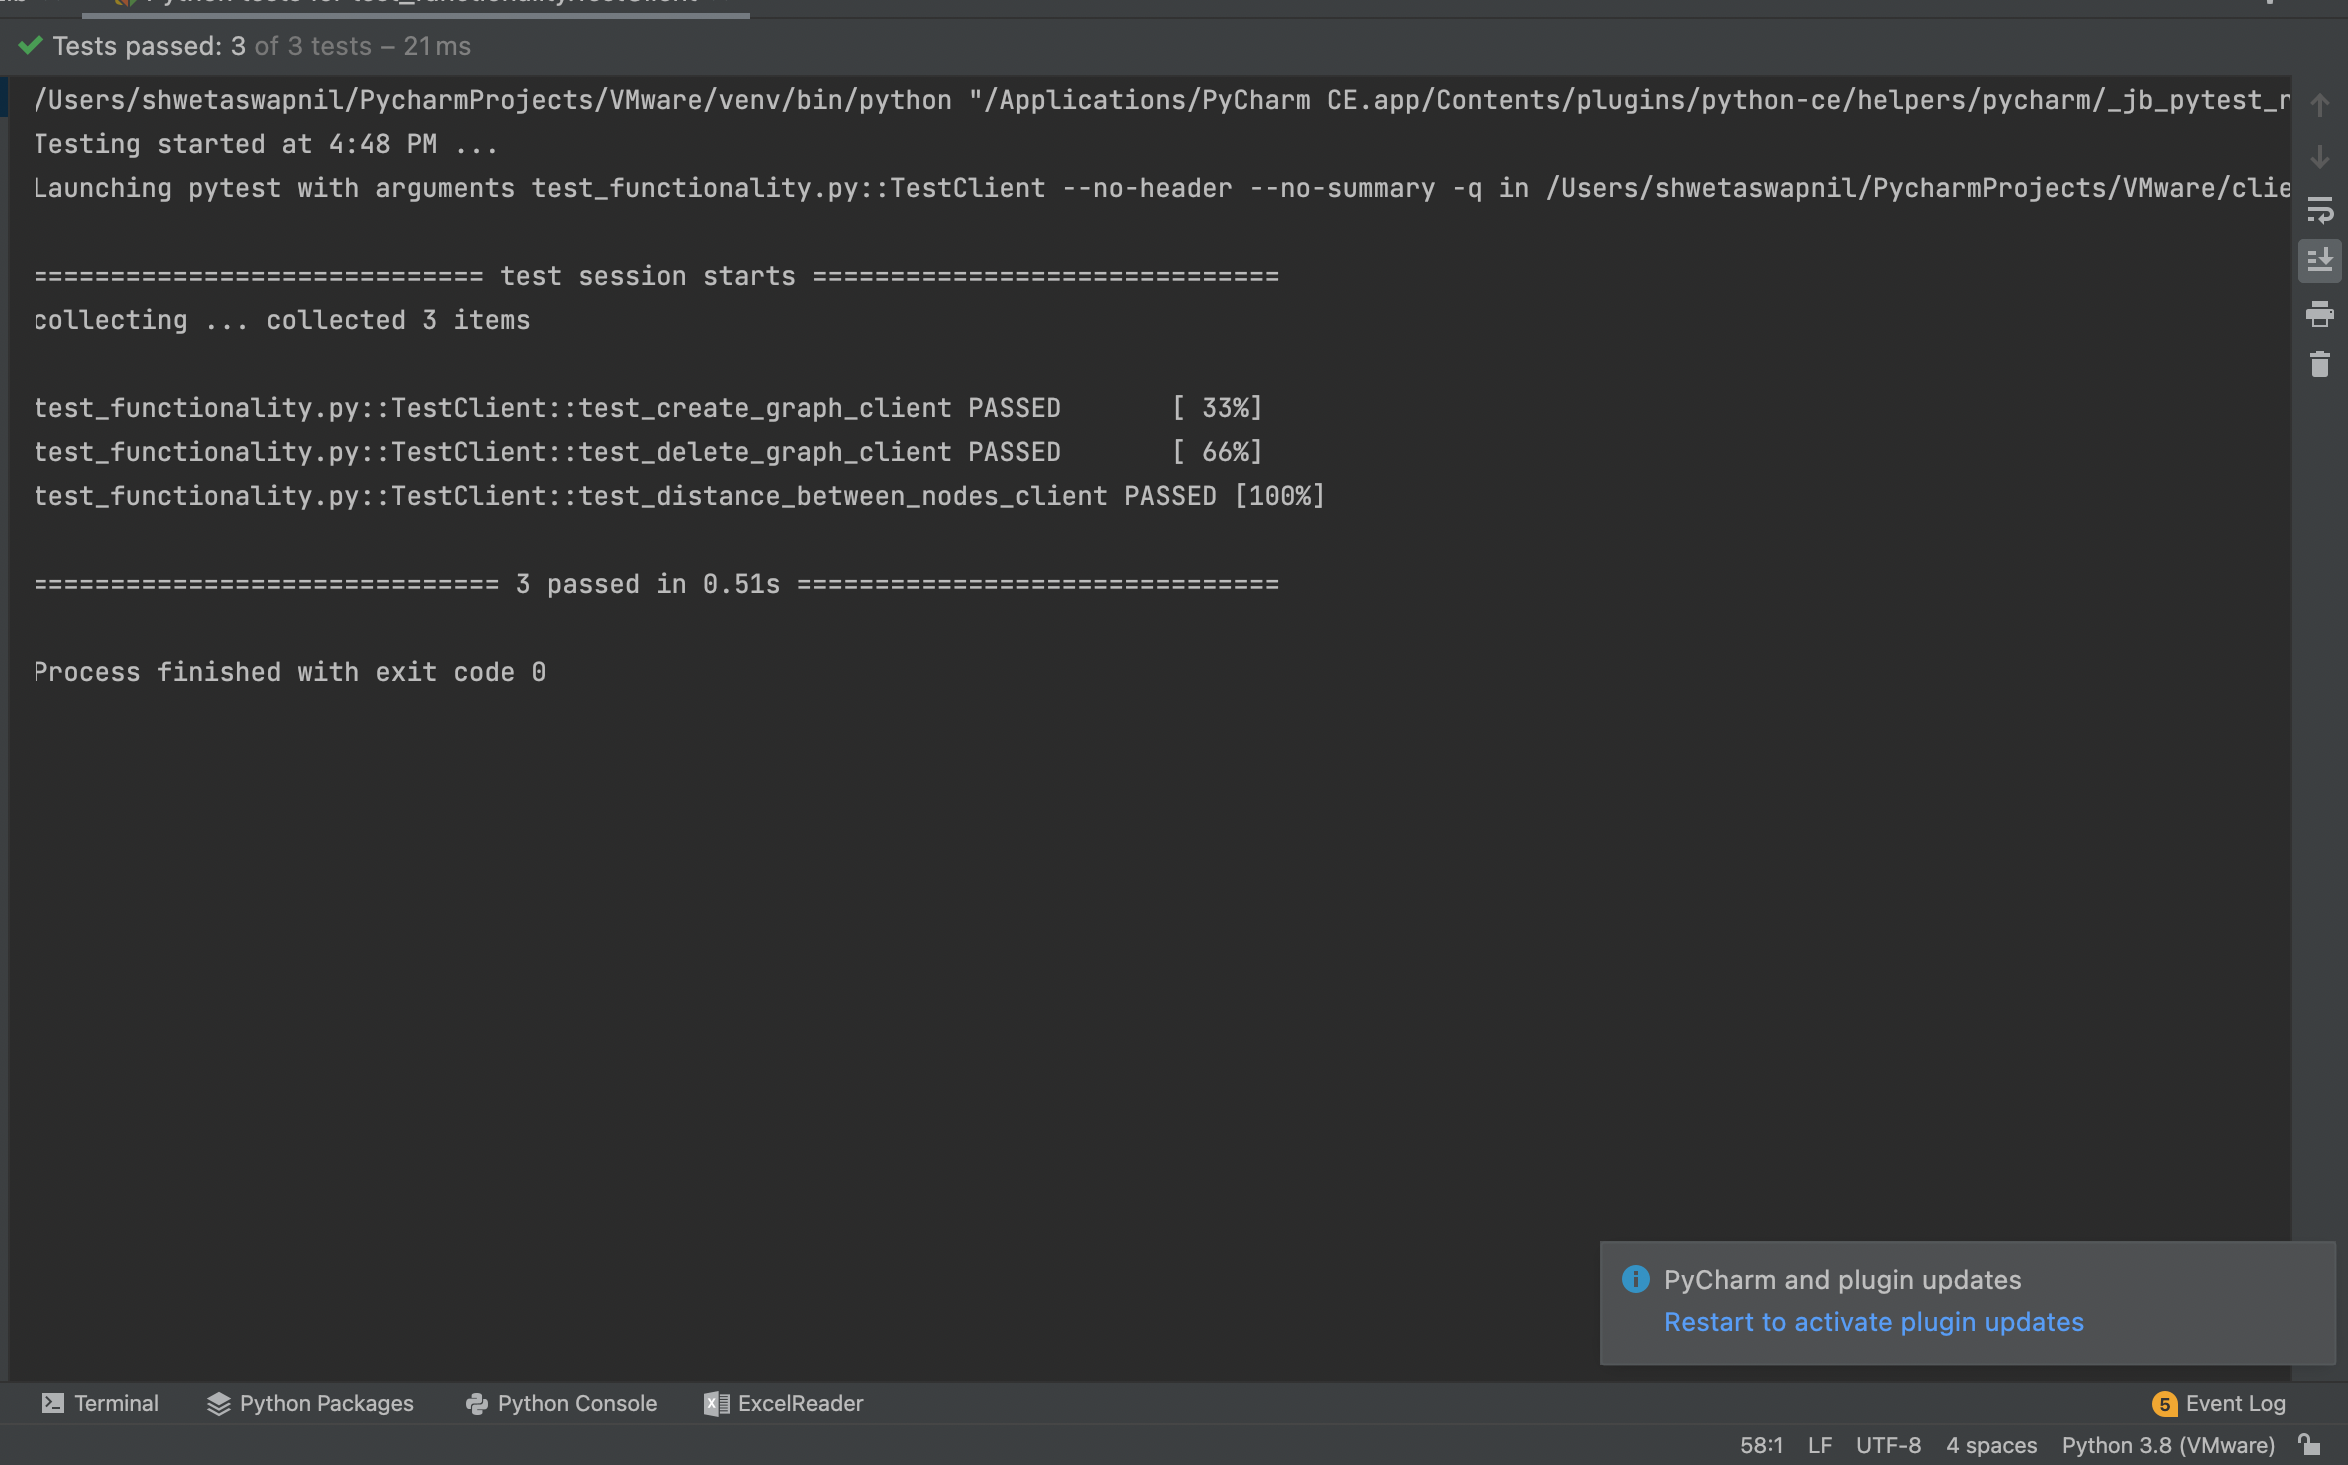 Python tests for test_functionality.TestClient
Tests passed: 3 of 3 tests – 21 ms
/Users/shwetaswapnil/PycharmProjects/VMware/venv/bin/python "/Applications/PyCharm CE.app/Contents/plugins/python-ce/helpers/pycharm/_jb_pytest_r
Testing started at 4:48 PM ...
Launching pytest with arguments test_functionality.py::TestClient --no-header --no-summary -q in /Users/shwetaswapnil/PycharmProjects/VMware/clie
============================= test session starts ==============================
collecting ... collected 3 items
test_functionality.py::TestClient::test_create_graph_client PASSED       [ 33%]
test_functionality.py::TestClient::test_delete_graph_client PASSED       [ 66%]
test_functionality.py::TestClient::test_distance_between_nodes_client PASSED [100%]
============================== 3 passed in 0.51s ===============================
Process finished with exit code 0
PyCharm and plugin updates
Restart to activate plugin updates
Terminal Python Packages Python Console ExcelReader 5 Event Log
58:1 LF UTF-8 4 spaces Python 3.8 (VMware)